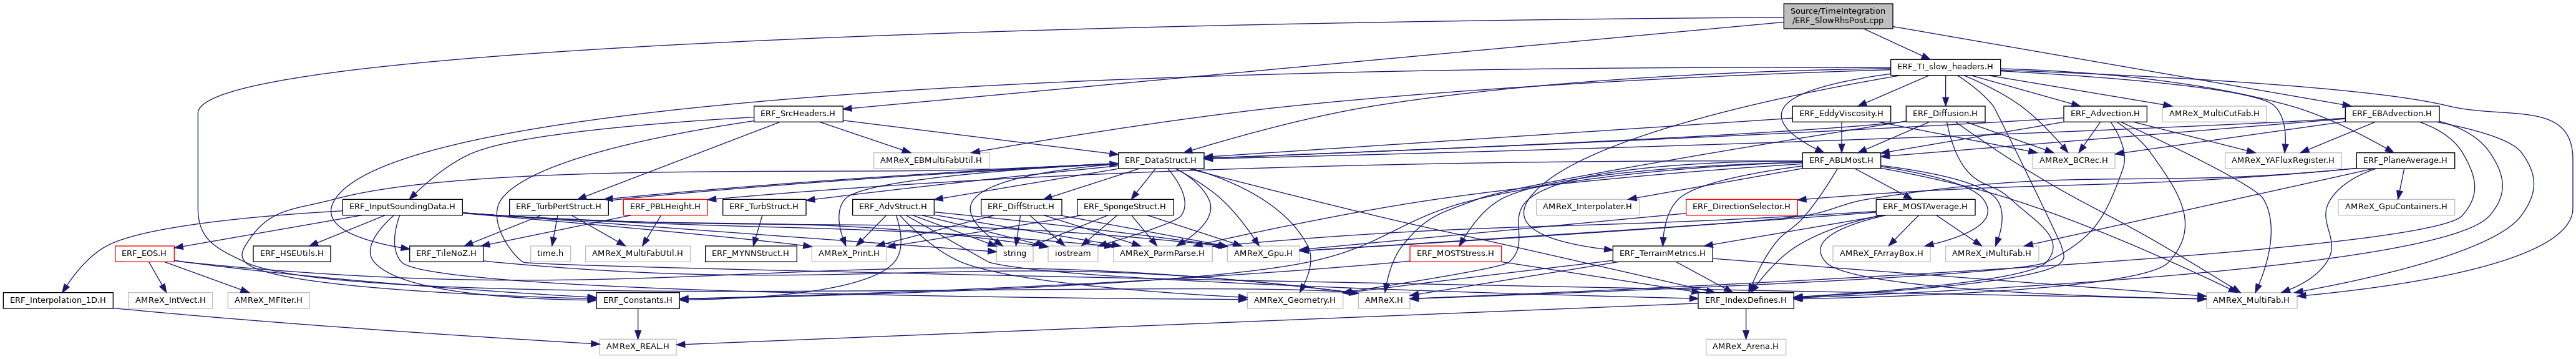 Source/TimeIntegration
/ERF_SlowRhsPost.cpp
ERF_TI_slow_headers.H
ERF_SrcHeaders.H
ERF_EddyViscosity.H
ERF_Diffusion.H
ERF_Advection.H
AMReX_MultiCutFab.H
ERF_EBAdvection.H
AMReX_EBMultiFabUtil.H
ERF_DataStruct.H
ERF_ABLMost.H
AMReX_BCRec.H
AMReX_YAFluxRegister.H
ERF_PlaneAverage.H
ERF_InputSoundingData.H
ERF_TurbPertStruct.H
ERF_PBLHeight.H
ERF_TurbStruct.H
ERF_AdvStruct.H
ERF_DiffStruct.H
ERF_SpongeStruct.H
AMReX_Interpolater.H
ERF_DirectionSelector.H
ERF_MOSTAverage.H
AMReX_GpuContainers.H
ERF_EOS.H
ERF_HSEUtils.H
ERF_TileNoZ.H
time.h
AMReX_MultiFabUtil.H
ERF_MYNNStruct.H
AMReX_Print.H
string
iostream
AMReX_ParmParse.H
AMReX_Gpu.H
ERF_MOSTStress.H
ERF_TerrainMetrics.H
AMReX_FArrayBox.H
AMReX_iMultiFab.H
ERF_Interpolation_1D.H
AMReX_IntVect.H
AMReX_MFIter.H
ERF_Constants.H
AMReX_Geometry.H
AMReX.H
ERF_IndexDefines.H
AMReX_MultiFab.H
AMReX_REAL.H
AMReX_Arena.H